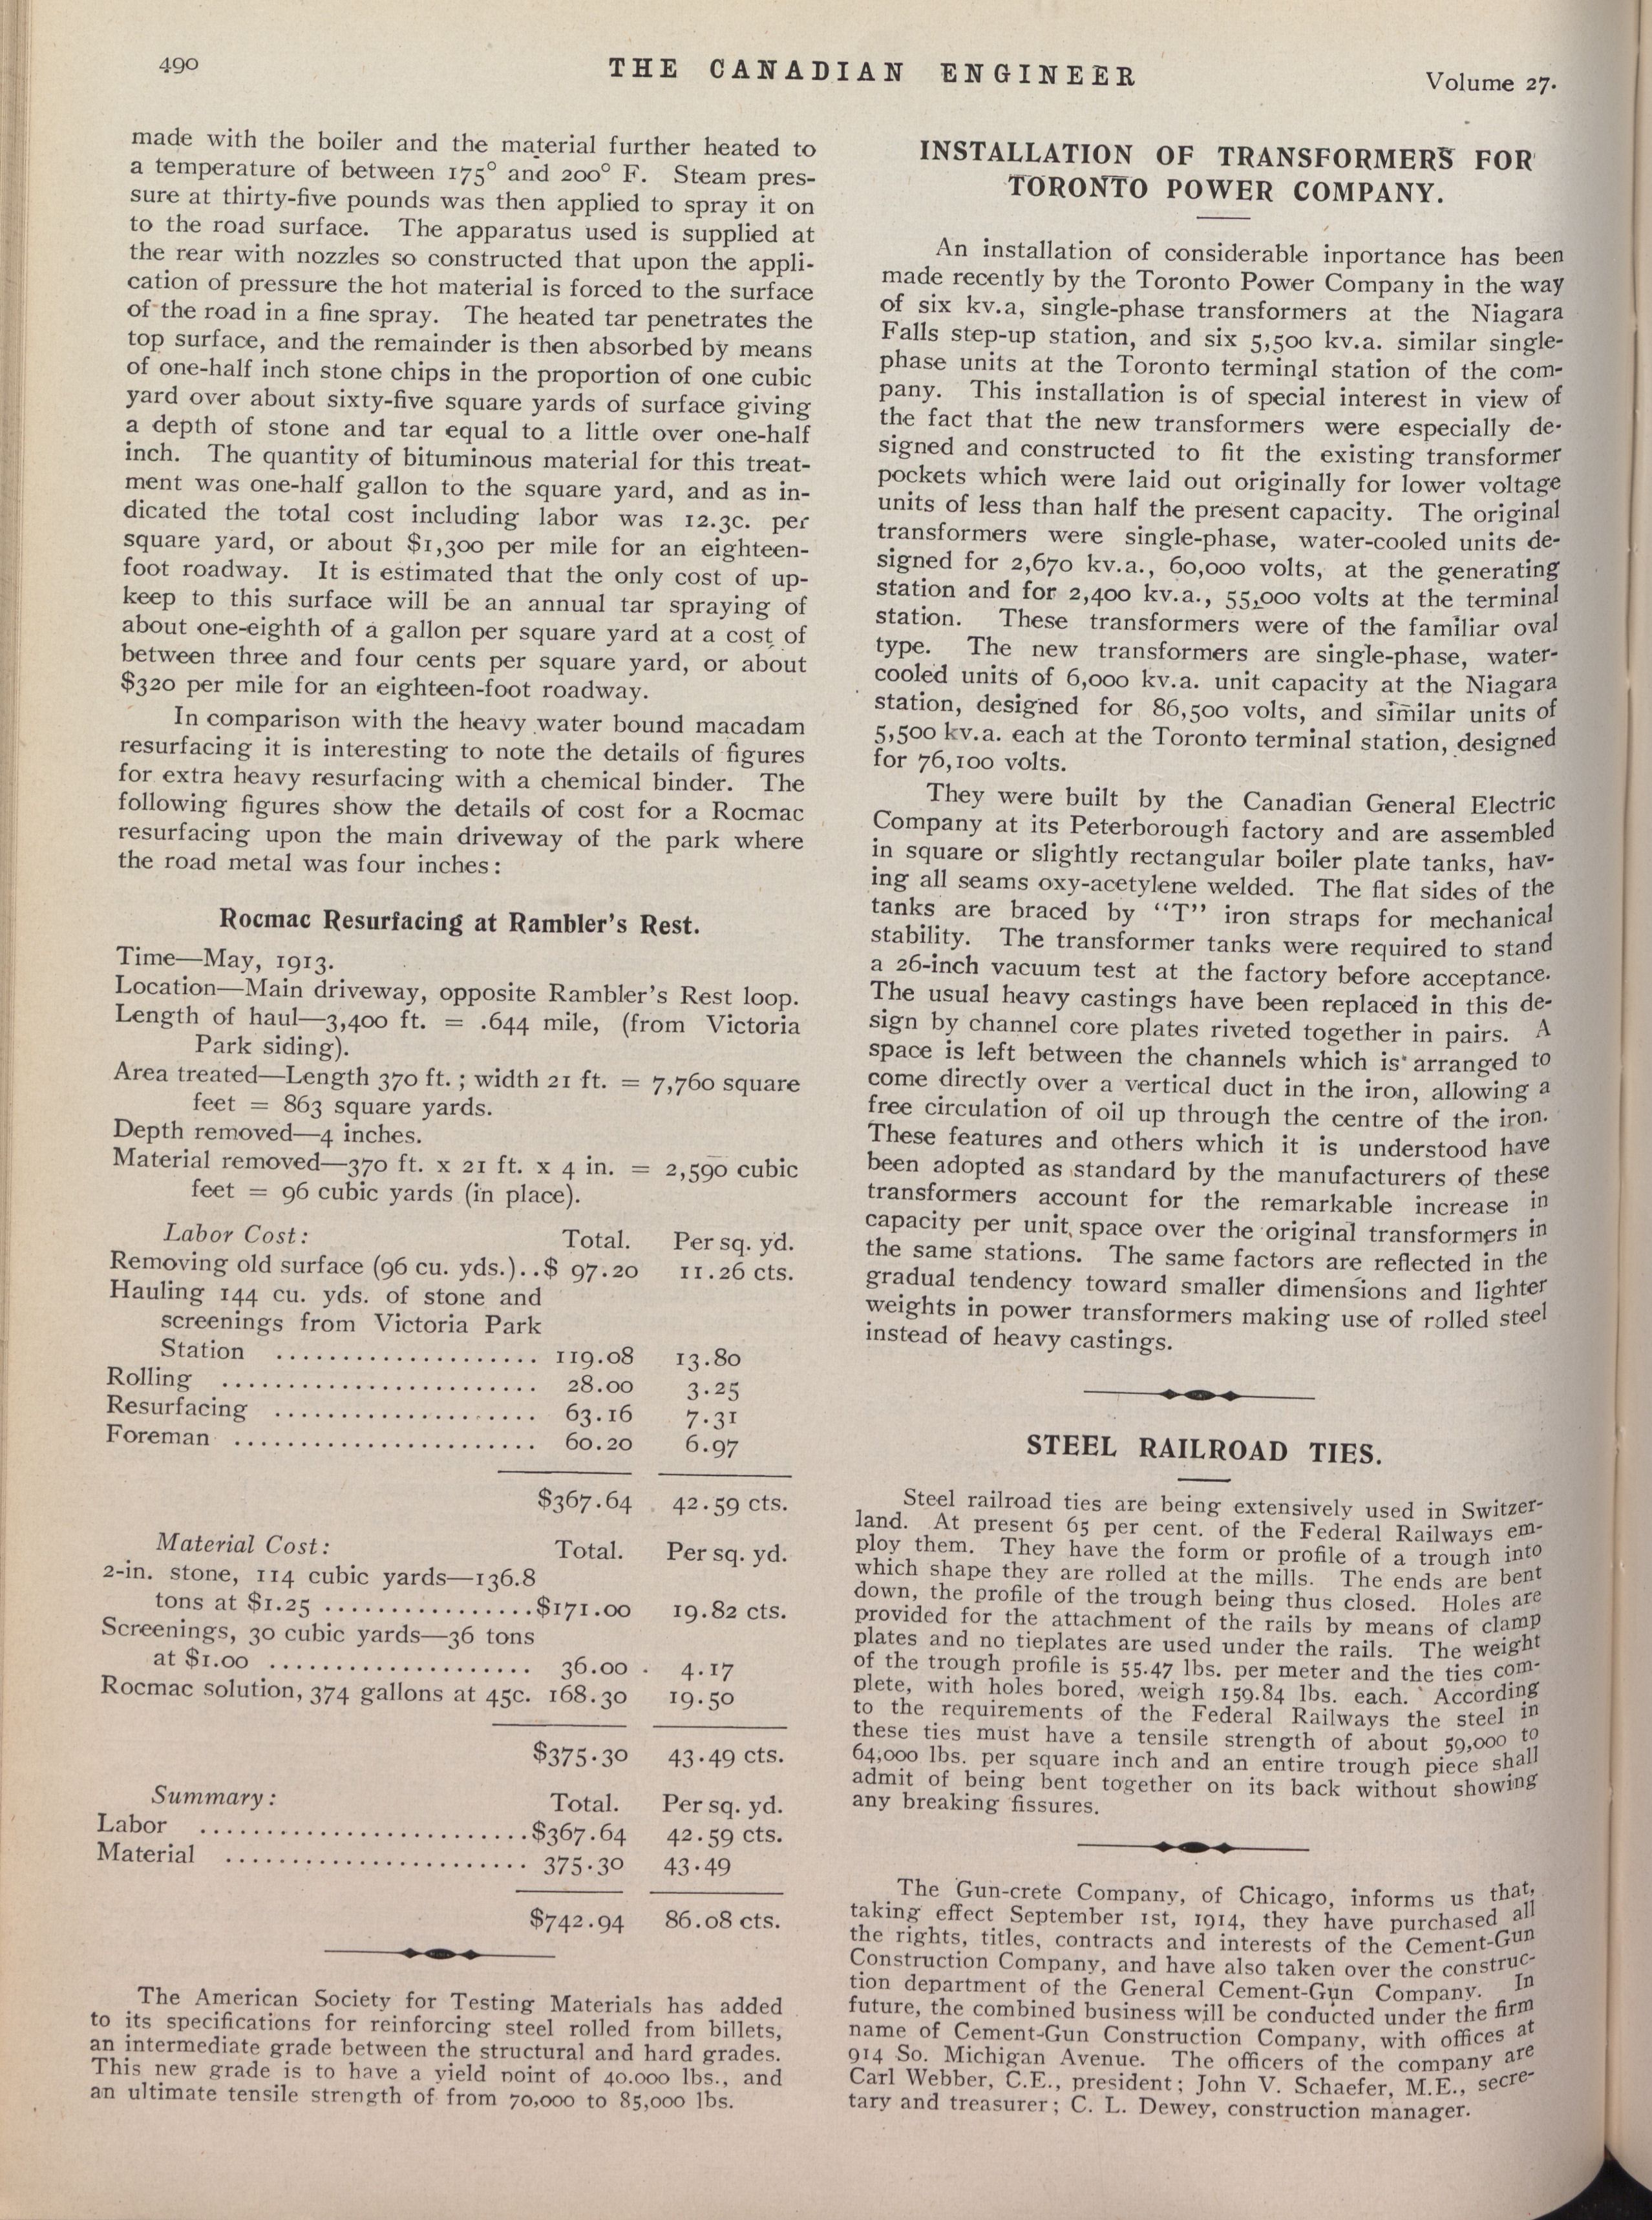 490
THE CANADIAN ENGINEER
Volume 27.
made with the boiler and the material further heated to
a temperature of between 175° and 200° F. Steam pres-
sure at thirty-five pounds was then applied to spray it on
to the road surface. The apparatus used is supplied at
the rear with nozzles so constructed that upon the appli-
cation of pressure the hot material is forced to the surface
of the road in a fine spray. The heated tar penetrates the
top surface, and the remainder is then absorbed by means
of one-half inch stone chips in the proportion of one cubic
yard over about sixty-five square yards of surface giving
a depth of stone and tar equal to a little over one-half
inch. The quantity of bituminous material for this treat-
ment was one-half gallon to the square yard, and as in-
dicated the total cost including labor was 12.3c. per
square yard, or about $1,300 per mile for an eighteen-
foot roadway. It is estimated that the only cost of up-
keep to this surface will be an annual tar spraying of
about one-eighth of a gallon per square yard at a cost of
between three and four cents per square yard, or about
$320 per mile for an eighteen-foot roadway.
In comparison with the heavy water bound macadam
resurfacing it is interesting to note the details of figures
for extra heavy resurfacing with a chemical binder. The
following figures show the details of cost for a Rocmac
resurfacing upon the main driveway of the park where
the road metal was four inches:
Rocmac Resurfacing at Rambler's Rest.
Time—May, 1913.
Location—Main driveway, opposite Rambler's Rest loop.
Length of haul—3,400 ft. = .644 mile, (from Victoria
Park siding).
Area treated—Length 370 ft.; width 21 ft. = 7,760 square
feet = 863 square yards.
Depth removed—4 inches.
Material removed—370 ft. x 21 ft. x 4 in. = 2,590 cubic
feet = 96 cubic yards (in place).
Labor Cost: Total. Per sq. yd.
Removing old surface (96 cu. yds.)..$ 97.20 11.26 cts.
Hauling 144 cu. yds. of stone and
screenings from Victoria Park
Station .................... 119.08 13.80
Rolling ........................ 28.00 3.25
Resurfacing .................... 63.16 7.31
Foreman ....................... 60.20 6.97
$367.64 42.59 cts.
Material Cost: Total. Per sq. yd.
2-in. stone, 114 cubic yards—136.8
tons at $1.25 ................$171.00 19.82 cts.
Screenings, 30 cubic yards—36 tons
at $1.00 .................... 36.00 4.17
Rocmac solution, 374 gallons at 45c. 168.30 19.50
$375.30 43.49 cts.
Summary: Total. Per sq. yd.
Labor .........................$367.64 42.59 cts.
Material ....................... 375.30 43.49
$742.94 86.08 cts.
The American Society for Testing Materials has added
to its specifications for reinforcing steel rolled from billets,
an intermediate grade between the structural and hard grades.
This new grade is to have a yield point of 40,000 lbs., and
an ultimate tensile strength of from 70,000 to 85,000 lbs.
INSTALLATION OF TRANSFORMERS FOR
TORONTO POWER COMPANY.
An installation of considerable inportance has been
made recently by the Toronto Power Company in the way
of six kv.a, single-phase transformers at the Niagara
Falls step-up station, and six 5,500 kv.a. similar single-
phase units at the Toronto terminal station of the com-
pany. This installation is of special interest in view of
the fact that the new transformers were especially de-
signed and constructed to fit the existing transformer
pockets which were laid out originally for lower voltage
units of less than half the present capacity. The original
transformers were single-phase, water-cooled units de-
signed for 2,670 kv.a., 60,000 volts, at the generating
station and for 2,400 kv.a., 55,000 volts at the terminal
station. These transformers were of the familiar oval
type. The new transformers are single-phase, water-
cooled units of 6,000 kv.a. unit capacity at the Niagara
station, designed for 86,500 volts, and similar units of
5,500 kv.a. each at the Toronto terminal station, designed
for 76,100 volts.
They were built by the Canadian General Electric
Company at its Peterborough factory and are assembled
in square or slightly rectangular boiler plate tanks, hav-
ing all seams oxy-acetylene welded. The flat sides of the
tanks are braced by "T" iron straps for mechanical
stability. The transformer tanks were required to stand
a 26-inch vacuum test at the factory before acceptance.
The usual heavy castings have been replaced in this de-
sign by channel core plates riveted together in pairs. A
space is left between the channels which is arranged to
come directly over a vertical duct in the iron, allowing a
free circulation of oil up through the centre of the iron.
These features and others which it is understood have
been adopted as standard by the manufacturers of these
transformers account for the remarkable increase in
capacity per unit space over the original transformers in
the same stations. The same factors are reflected in the
gradual tendency toward smaller dimensions and lighter
weights in power transformers making use of rolled steel
instead of heavy castings.
STEEL RAILROAD TIES.
Steel railroad ties are being extensively used in Switzer-
land. At present 65 per cent. of the Federal Railways em-
ploy them. They have the form or profile of a trough into
which shape they are rolled at the mills. The ends are bent
down, the profile of the trough being thus closed. Holes are
provided for the attachment of the rails by means of clamp
plates and no tieplates are used under the rails. The weight
of the trough profile is 55.47 lbs. per meter and the ties com-
plete, with holes bored, weigh 159.84 lbs. each. According
to the requirements of the Federal Railways the steel in
these ties must have a tensile strength of about 59,000 to
64,000 lbs. per square inch and an entire trough piece shall
admit of being bent together on its back without showing
any breaking fissures.
The Gun-crete Company, of Chicago, informs us that,
taking effect September 1st, 1914, they have purchased all
the rights, titles, contracts and interests of the Cement-Gun
Construction Company, and have also taken over the construc-
tion department of the General Cement-Gun Company. In
future, the combined business will be conducted under the firm
name of Cement-Gun Construction Company, with offices at
914 So. Michigan Avenue. The officers of the company are
Carl Webber, C.E., president; John V. Schaefer, M.E., secre-
tary and treasurer; C. L. Dewey, construction manager.